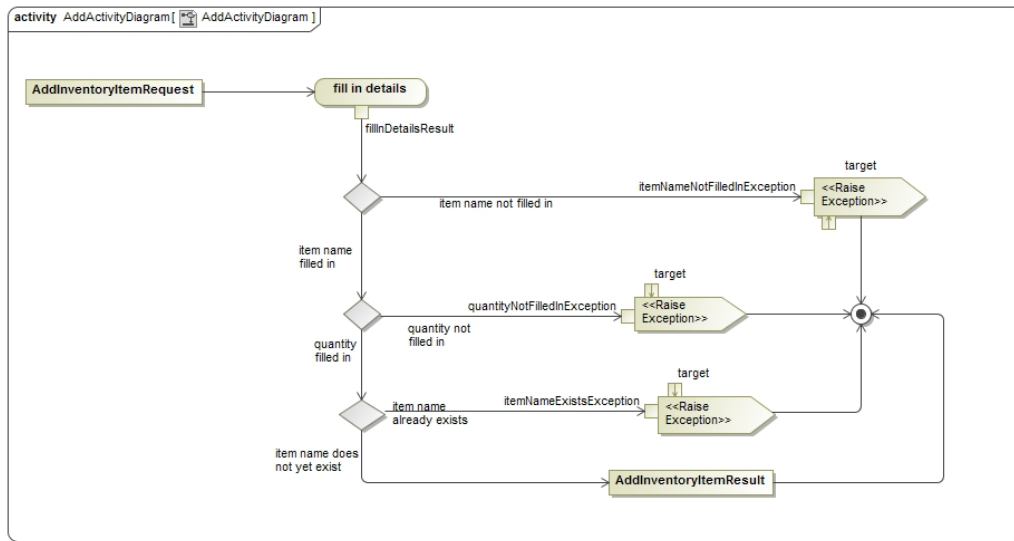 activity AddActivityDiagram[ AddActivityDiagram ]
AddInventoryItemRequest
fill in details
fillInDetailsResult
target
itemNameNotFilledInException
<<Raise
Exception>>
item name not filled in
item name
filled in
target
quantityNotFilledInException
<<Raise
Exception>>
quantity not
filled in
quantity
filled in
target
itemNameExistsException
<<Raise
Exception>>
item name
already exists
item name does
not yet exist
AddInventoryItemResult